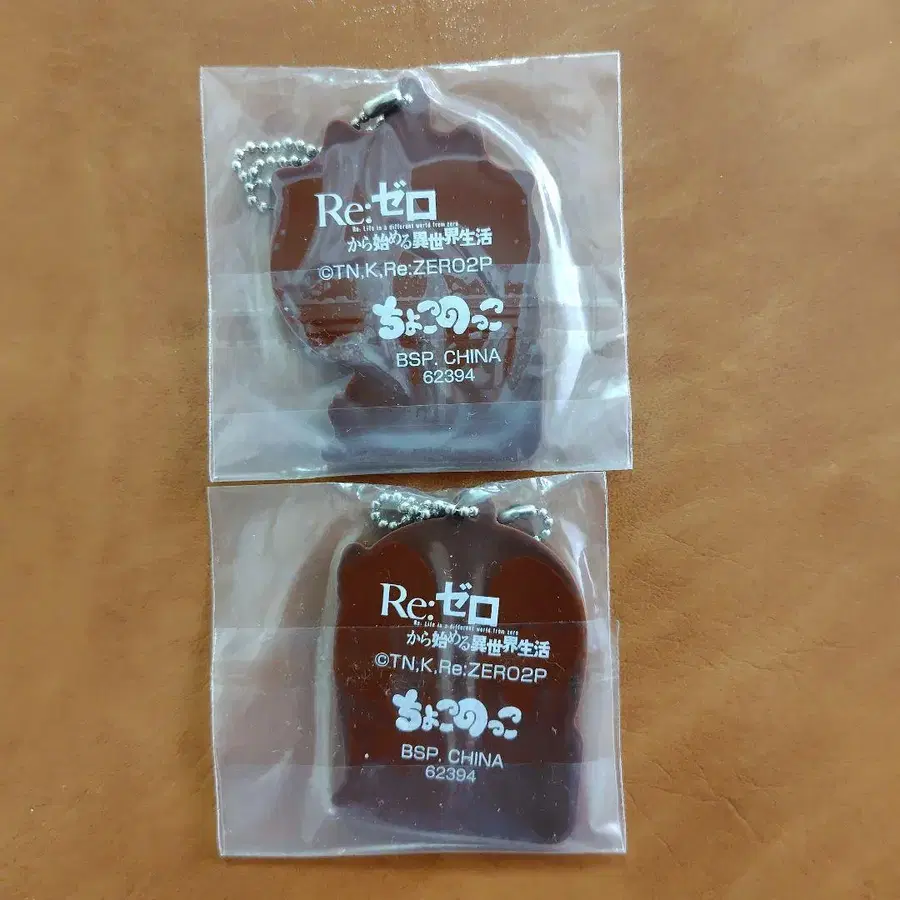 Re:ゼロ
Re: Life in a different world from zero
から始める異世界生活
©TN,K,Re:ZERO2P
ちょこのっこ
BSP. CHINA
62394
Re:ゼロ
Re: Life in a different world from zero
から始める異世界生活
©TN,K,Re:ZERO2P
ちょこのっこ
BSP. CHINA
62394